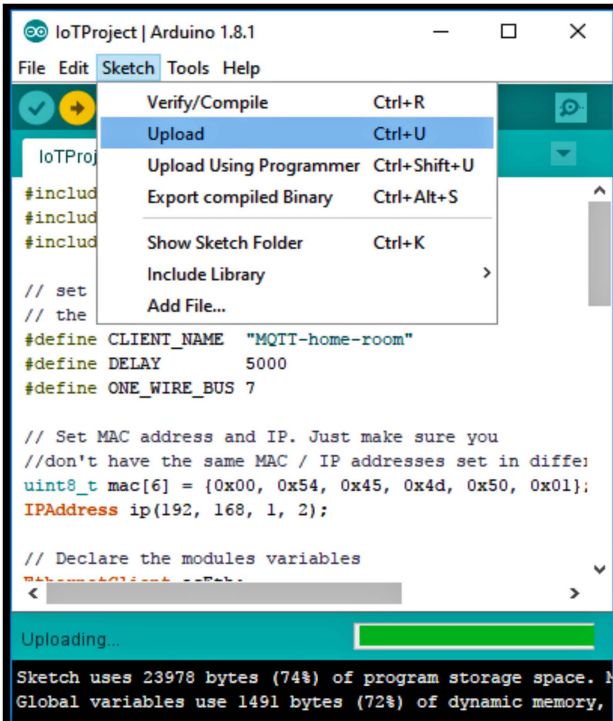 IoTProject | Arduino 1.8.1
File Edit Sketch Tools Help
Verify/Compile Ctrl+R
Upload Ctrl+U
Upload Using Programmer Ctrl+Shift+U
Export compiled Binary Ctrl+Alt+S
Show Sketch Folder Ctrl+K
Include Library
Add File...
IoTProj
#includ
#includ
#includ
// set
// the
#define CLIENT_NAME "MQTT-home-room"
#define DELAY 5000
#define ONE_WIRE_BUS 7
// Set MAC address and IP. Just make sure you
//don't have the same MAC / IP addresses set in differ
uint8_t mac[6] = {0x00, 0x54, 0x45, 0x4d, 0x50, 0x01};
IPAddress ip(192, 168, 1, 2);
// Declare the modules variables
Uploading...
Sketch uses 23978 bytes (74%) of program storage space. M
Global variables use 1491 bytes (72%) of dynamic memory,